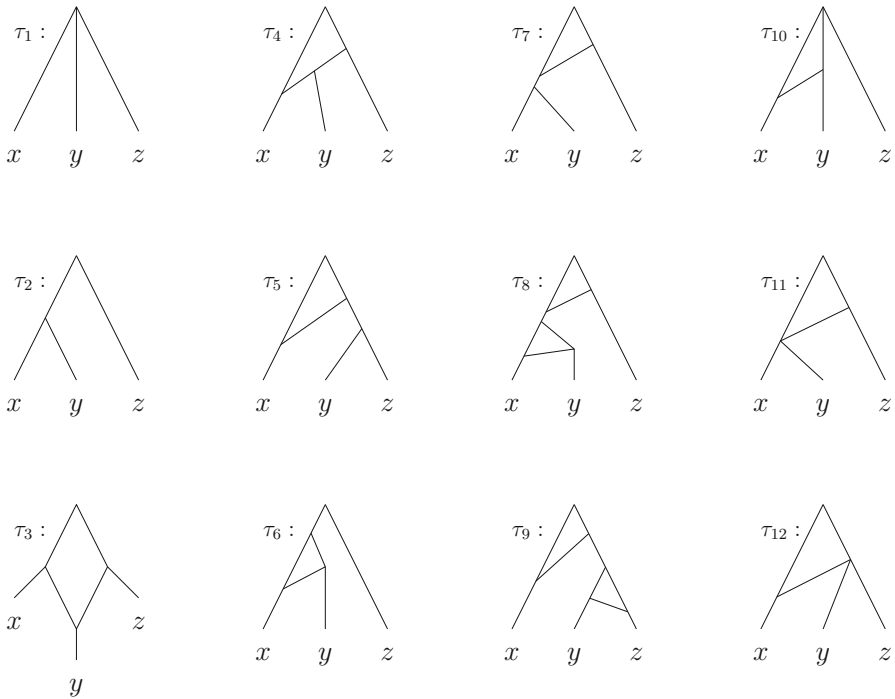 τ₁ : τ₄ : τ₇ : τ₁₀ :
x y z x y z x y z x y z
τ₂ : τ₅ : τ₈ : τ₁₁ :
x y z x y z x y z x y z
τ₃ : τ₆ : τ₉ : τ₁₂ :
x z
x y z x y z x y z
y